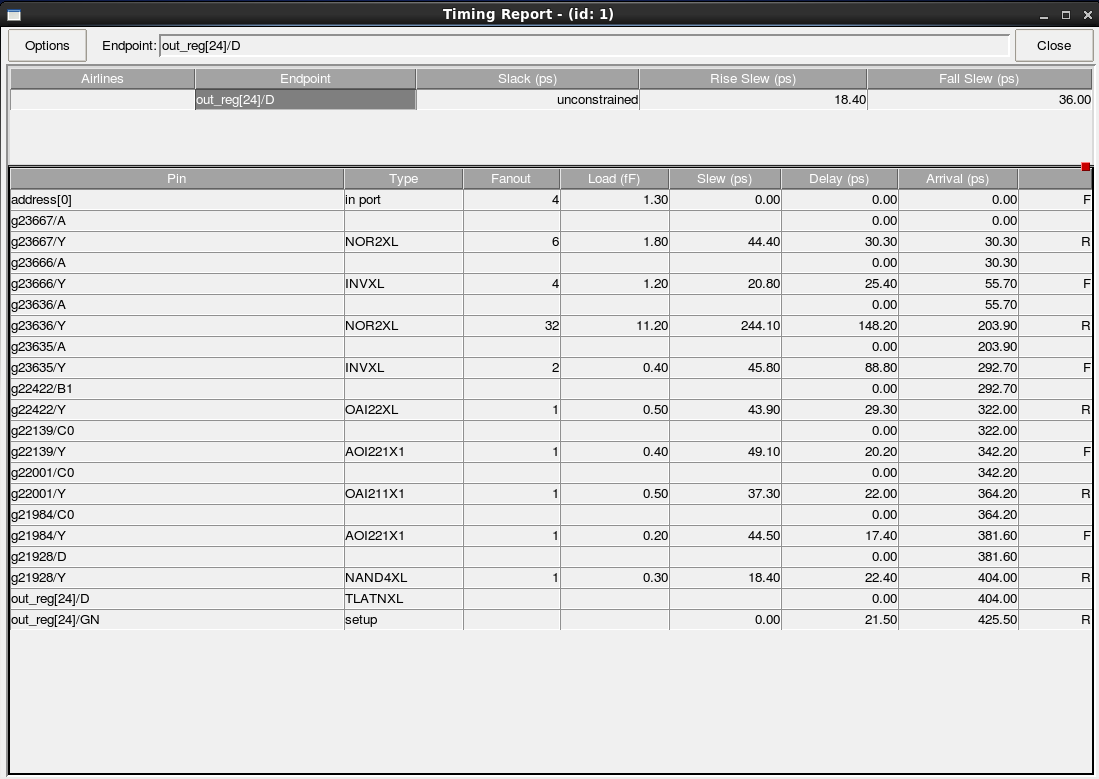 Timing Report - (id: 1)
Options Endpoint: out_reg[24]/D Close
Airlines Endpoint Slack (ps) Rise Slew (ps) Fall Slew (ps)
out_reg[24]/D unconstrained 18.40 36.00
Pin Type Fanout Load (fF) Slew (ps) Delay (ps) Arrival (ps)
address[0] in port 4 1.30 0.00 0.00 0.00 F
g23667/A 0.00 0.00
g23667/Y NOR2XL 6 1.80 44.40 30.30 30.30 R
g23666/A 0.00 30.30
g23666/Y INVXL 4 1.20 20.80 25.40 55.70 F
g23636/A 0.00 55.70
g23636/Y NOR2XL 32 11.20 244.10 148.20 203.90 R
g23635/A 0.00 203.90
g23635/Y INVXL 2 0.40 45.80 88.80 292.70 F
g22422/B1 0.00 292.70
g22422/Y OAI22XL 1 0.50 43.90 29.30 322.00 R
g22139/C0 0.00 322.00
g22139/Y AOI221X1 1 0.40 49.10 20.20 342.20 F
g22001/C0 0.00 342.20
g22001/Y OAI211X1 1 0.50 37.30 22.00 364.20 R
g21984/C0 0.00 364.20
g21984/Y AOI221X1 1 0.20 44.50 17.40 381.60 F
g21928/D 0.00 381.60
g21928/Y NAND4XL 1 0.30 18.40 22.40 404.00 R
out_reg[24]/D TLATNXL 0.00 404.00
out_reg[24]/GN setup 0.00 21.50 425.50 R